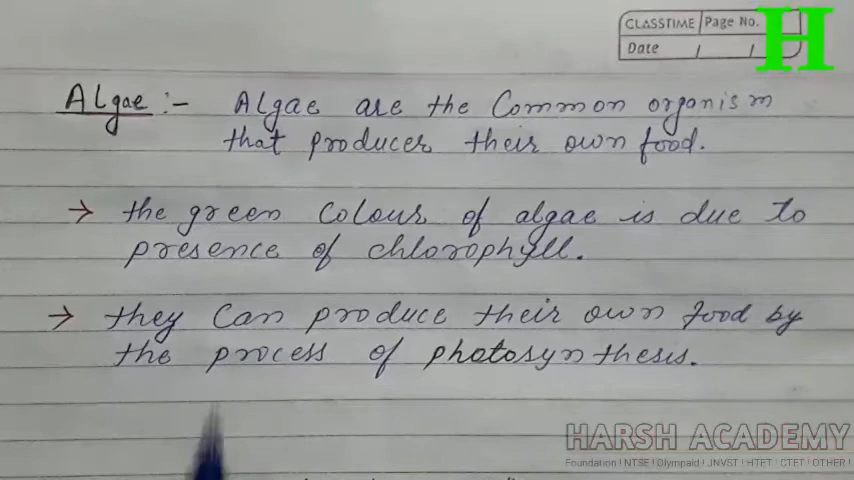 CLASSTIME Page No.
Date / /
H
Algae :- Algae are the Common organism
that producer their own food.
→ the green colour of algae is due to
presence of chlorophyll.
→ they can produce their own food by
the process of photosynthesis.
HARSH ACADEMY
Foundation ! NTSE ! Olympaid ! JNVST ! HTET ! CTET ! OTHER !